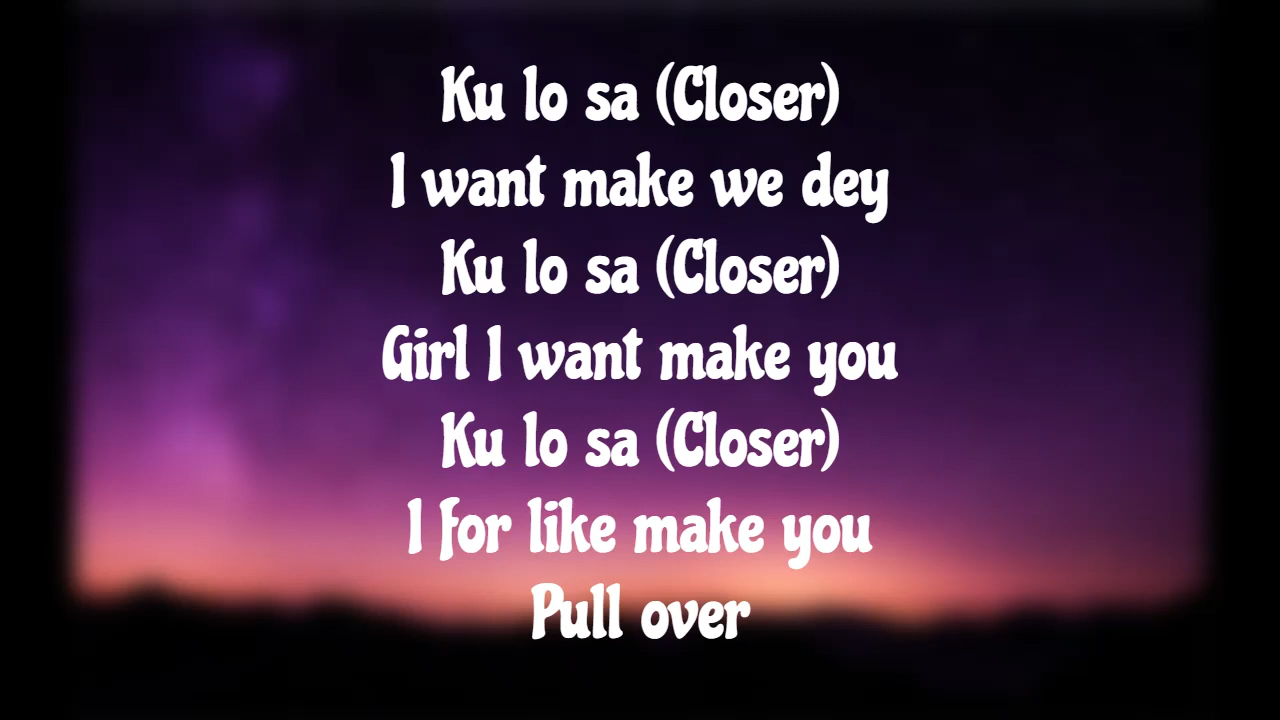 Ku lo sa (Closer)
I want make we dey
Ku lo sa (Closer)
Girl I want make you
Ku lo sa (Closer)
I for like make you
Pull over